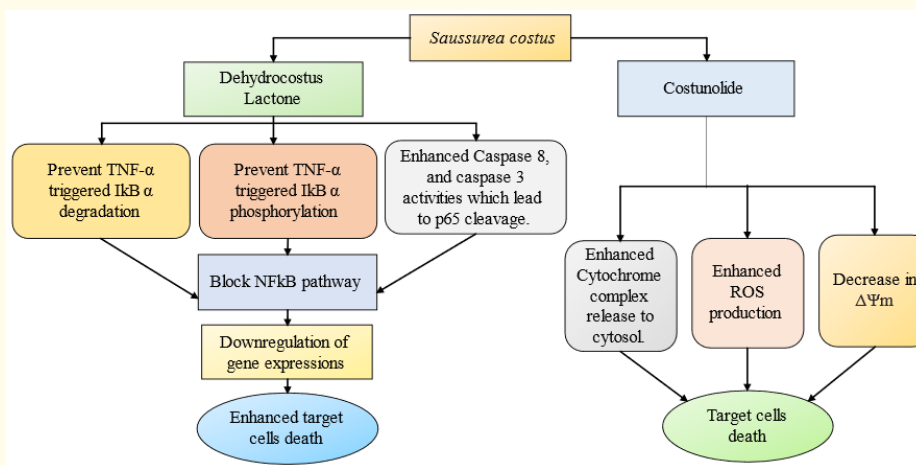 Saussurea costus
Dehydrocostus
Lactone
Costunolide
Prevent TNF-α
triggered IkB α
degradation
Prevent TNF-α
triggered IkB α
phosphorylation
Enhanced Caspase 8,
and caspase 3
activities which lead
to p65 cleavage.
Block NFkB pathway
Downregulation of
gene expressions
Enhanced target
cells death
Enhanced
Cytochrome
complex
release to
cytosol.
Enhanced
ROS
production
Decrease in
ΔΨm
Target cells
death